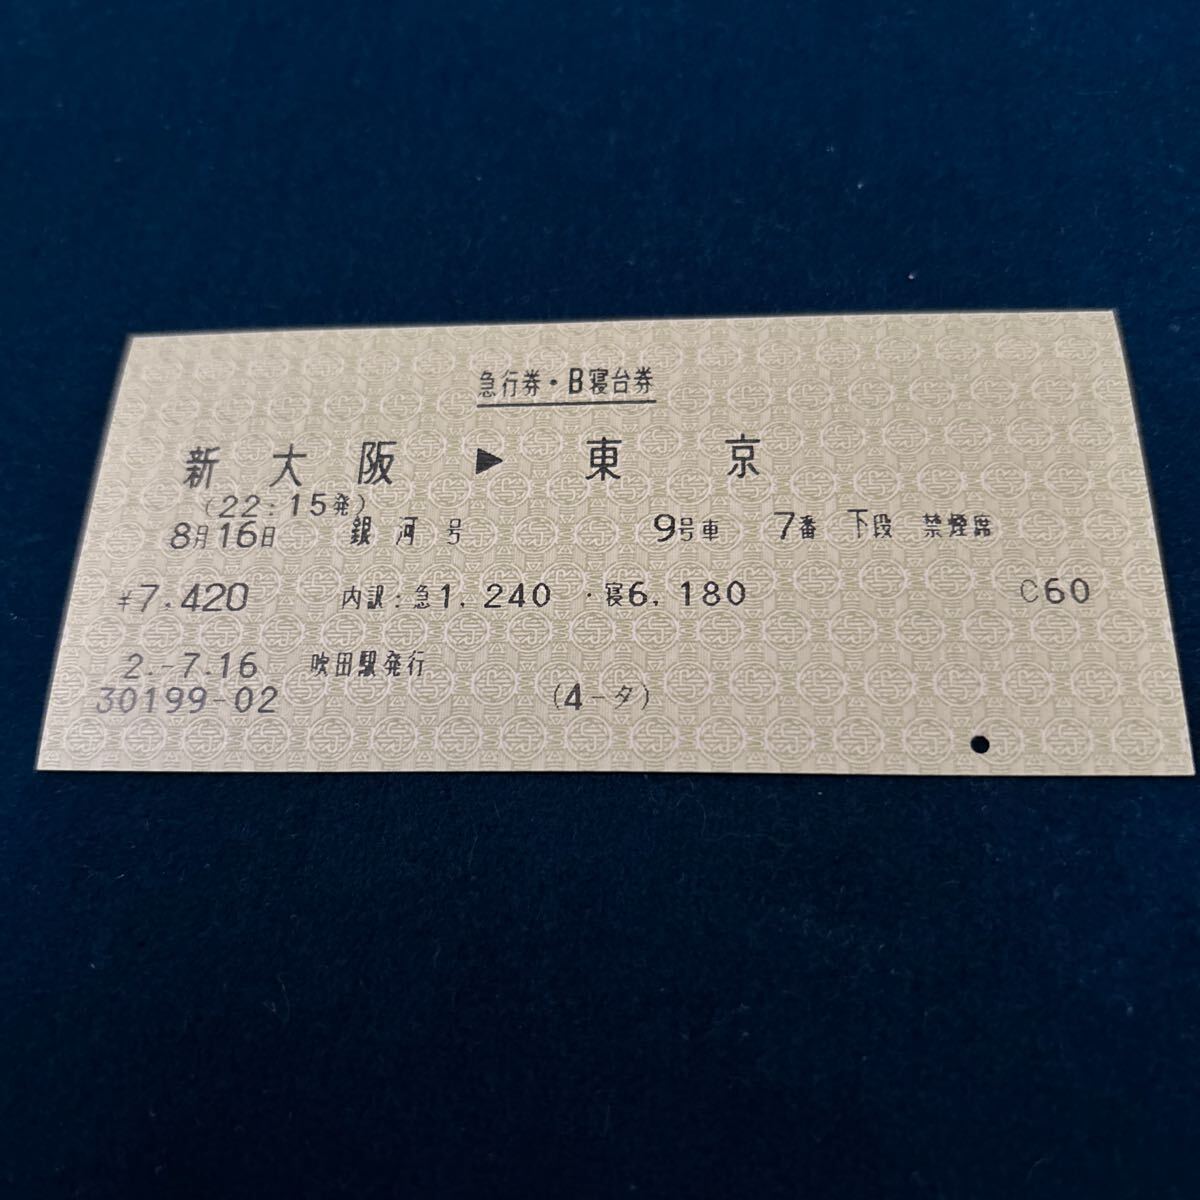 急行券・B寝台券
新大阪 ▶ 東京
(22:15発)
8月16日 銀河号 9号車 7番 下段 禁煙席
¥7.420 内訳:急1,240 ・寝6,180 C60
2.-7.16 吹田駅発行
30199-02 (4-タ)